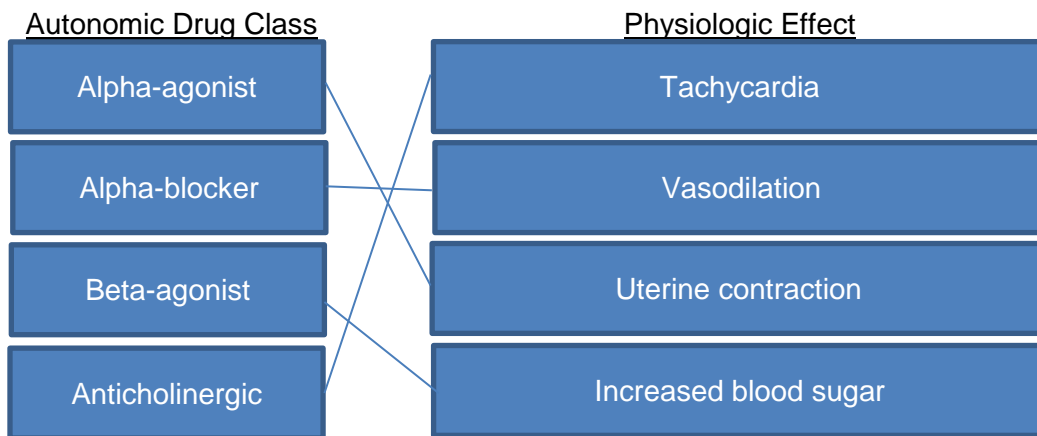 Autonomic Drug Class
Physiologic Effect
Alpha-agonist
Tachycardia
Alpha-blocker
Vasodilation
Beta-agonist
Uterine contraction
Anticholinergic
Increased blood sugar